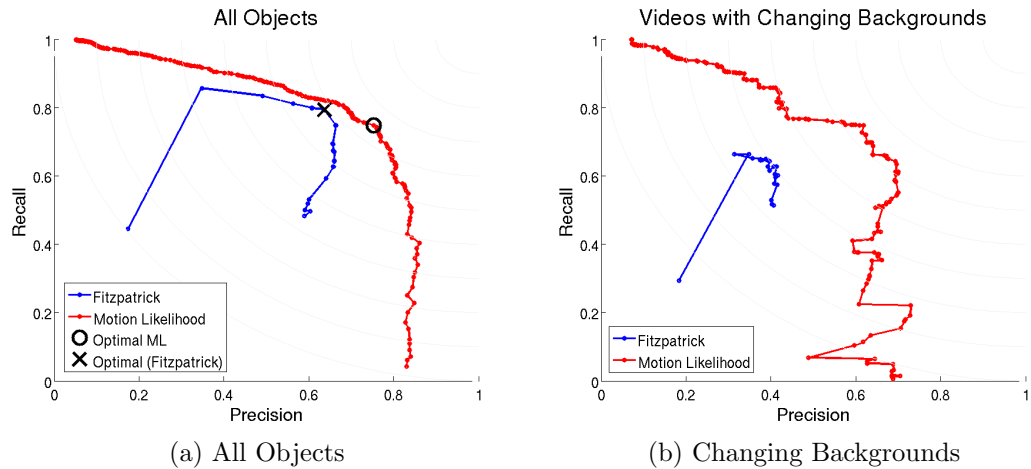 All Objects
Recall
1
0.8
0.6
0.4
0.2
0
Fitzpatrick
Motion Likelihood
Optimal ML
Optimal (Fitzpatrick)
0 0.2 0.4 0.6 0.8 1
Precision
(a) All Objects
Videos with Changing Backgrounds
Recall
1
0.8
0.6
0.4
0.2
0
Fitzpatrick
Motion Likelihood
0 0.2 0.4 0.6 0.8 1
Precision
(b) Changing Backgrounds